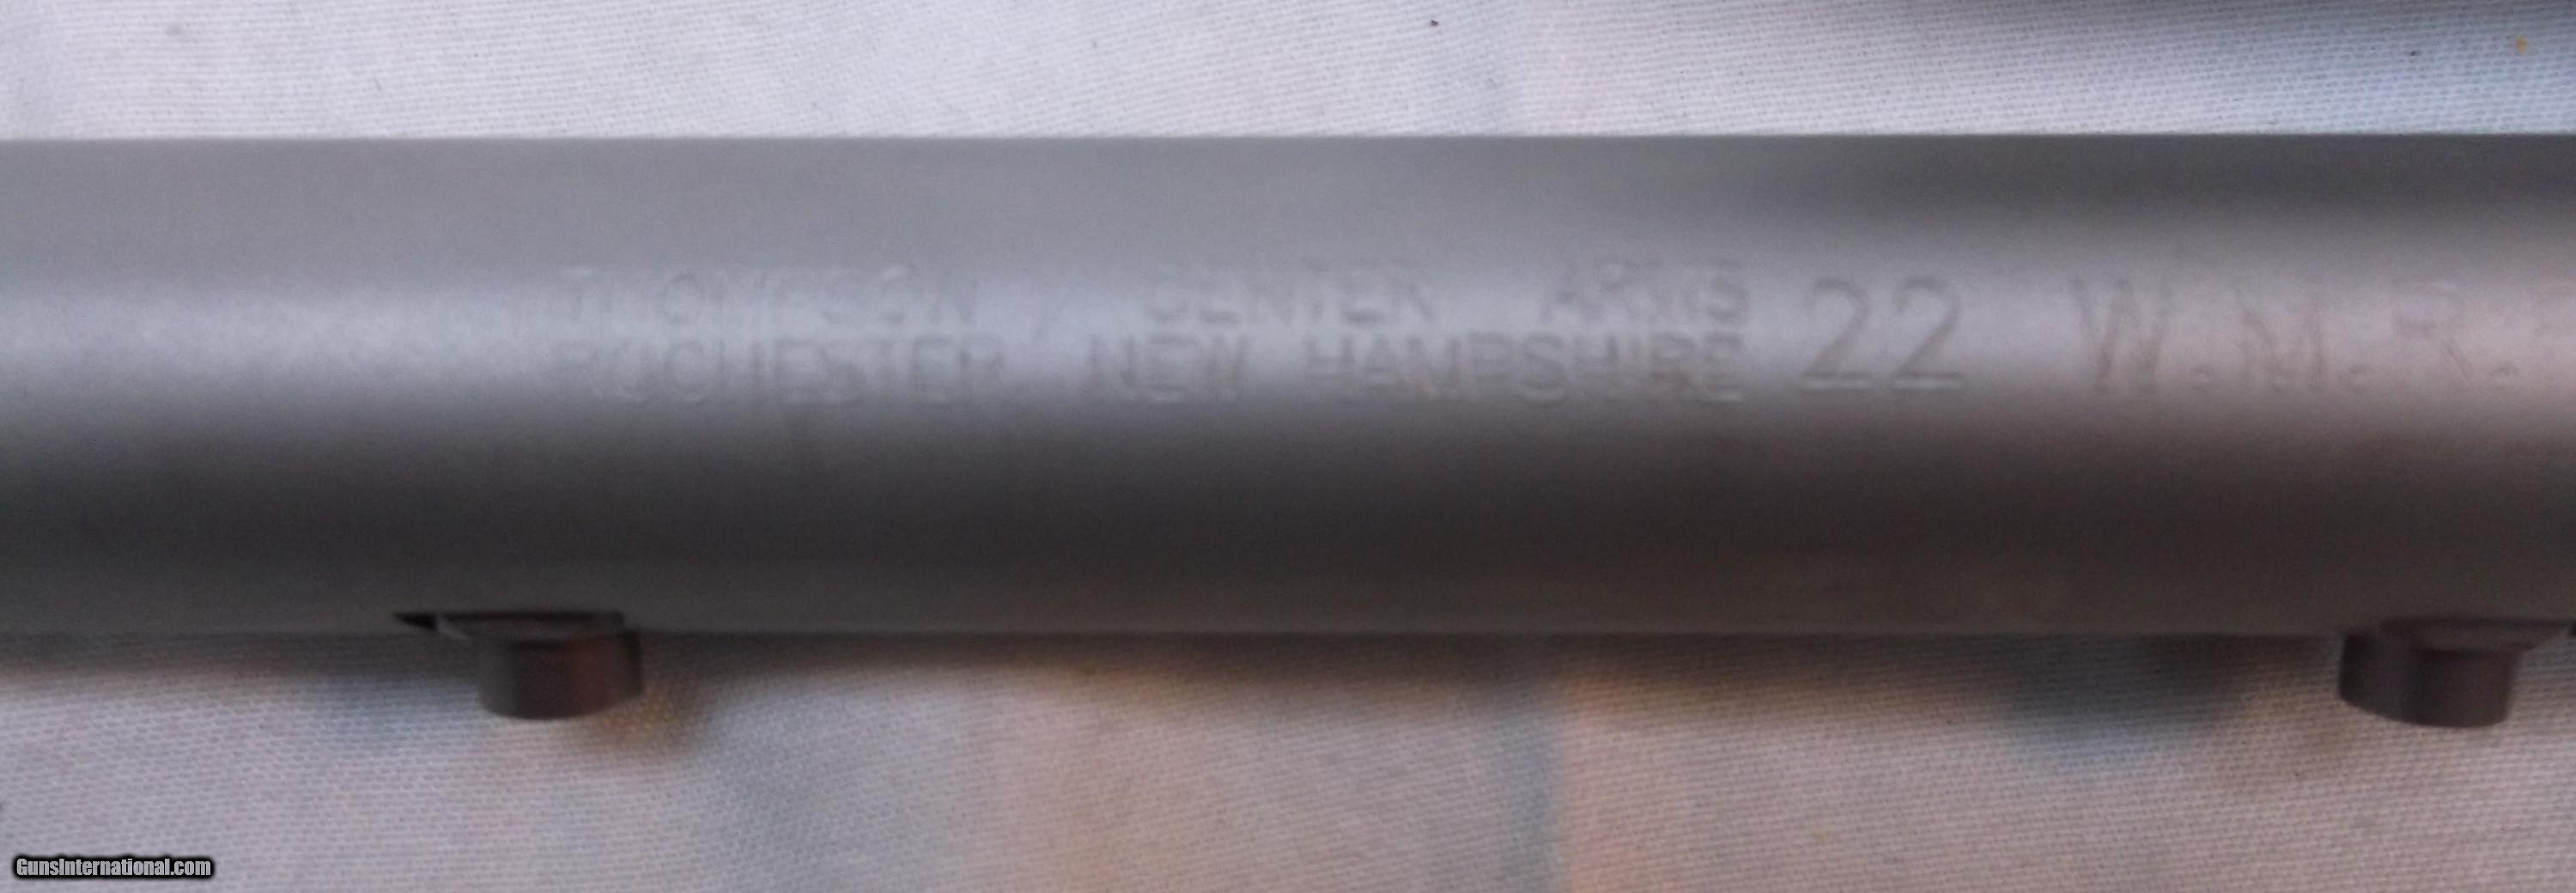 THOMPSON / CENTER ARMS
ROCHESTER, NEW HAMPSHIRE
22 W.M.R.
GunsInternational.com